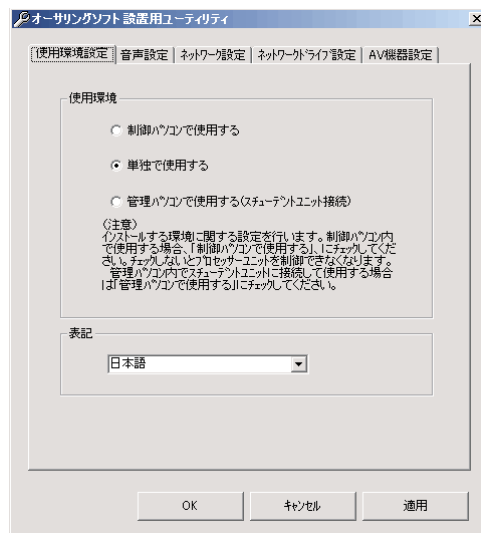 オーサリングソフト 設置用ユーティリティ
使用環境設定 音声設定 ﾈｯﾄﾜｰｸ設定 ﾈｯﾄﾜｰｸﾄﾞﾗｲﾌﾞ設定 AV機器設定
使用環境
制御ﾊﾟｿｺﾝで使用する
単独で使用する
管理ﾊﾟｿｺﾝで使用する(ｽﾁｭｰﾃﾞﾝﾄﾕﾆｯﾄ接続)
(注意)
ｲﾝｽﾄｰﾙする環境に関する設定を行います。制御ﾊﾟｿｺﾝ内
で使用する場合、「制御ﾊﾟｿｺﾝで使用する」、にﾁｪｯｸしてくだ
さい。ﾁｪｯｸしないとﾌﾟﾛｾｯｻｰﾕﾆｯﾄを制御できなくなります。
管理ﾊﾟｿｺﾝ内でｽﾁｭｰﾃﾞﾝﾄﾕﾆｯﾄに接続して使用する場合
は「管理ﾊﾟｿｺﾝで使用する」にﾁｪｯｸしてください。
表記
日本語
OK ｷｬﾝｾﾙ 適用